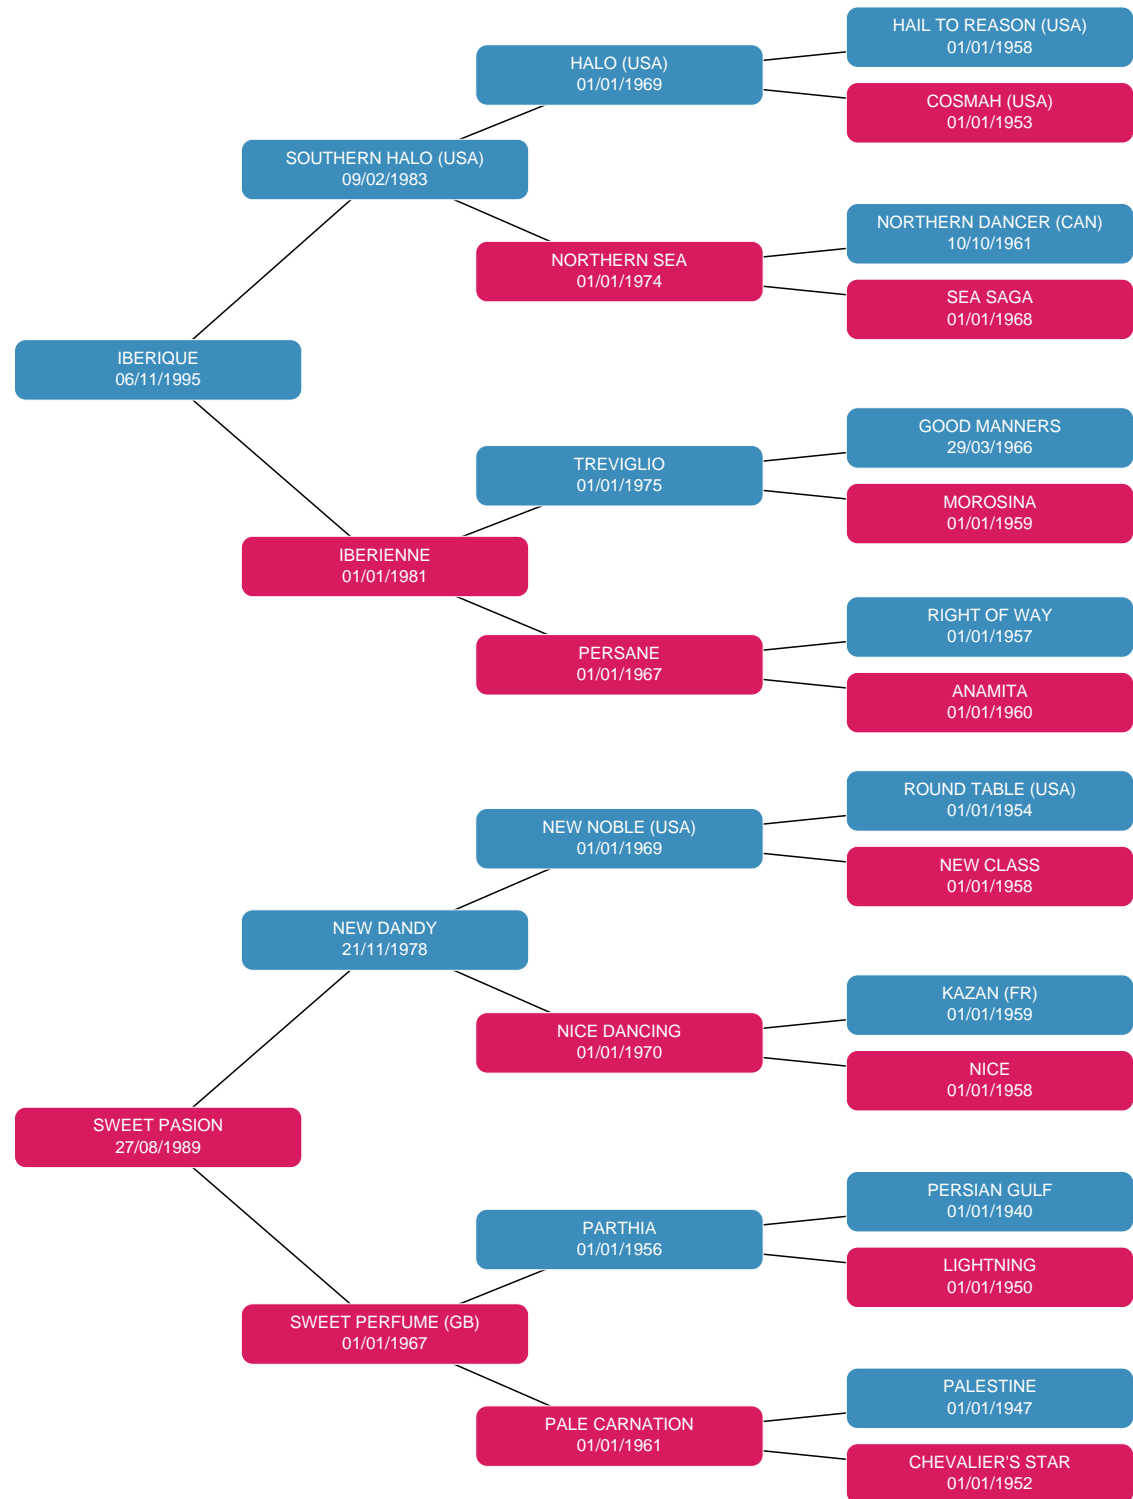 HAIL TO REASON (USA)
01/01/1958
HALO (USA)
01/01/1969
COSMAH (USA)
01/01/1953
SOUTHERN HALO (USA)
09/02/1983
NORTHERN DANCER (CAN)
10/10/1961
NORTHERN SEA
01/01/1974
SEA SAGA
01/01/1968
IBERIQUE
06/11/1995
GOOD MANNERS
29/03/1966
TREVIGLIO
01/01/1975
MOROSINA
01/01/1959
IBERIENNE
01/01/1981
RIGHT OF WAY
01/01/1957
PERSANE
01/01/1967
ANAMITA
01/01/1960
ROUND TABLE (USA)
01/01/1954
NEW NOBLE (USA)
01/01/1969
NEW CLASS
01/01/1958
NEW DANDY
21/11/1978
KAZAN (FR)
01/01/1959
NICE DANCING
01/01/1970
NICE
01/01/1958
SWEET PASION
27/08/1989
PERSIAN GULF
01/01/1940
PARTHIA
01/01/1956
LIGHTNING
01/01/1950
SWEET PERFUME (GB)
01/01/1967
PALESTINE
01/01/1947
PALE CARNATION
01/01/1961
CHEVALIER'S STAR
01/01/1952